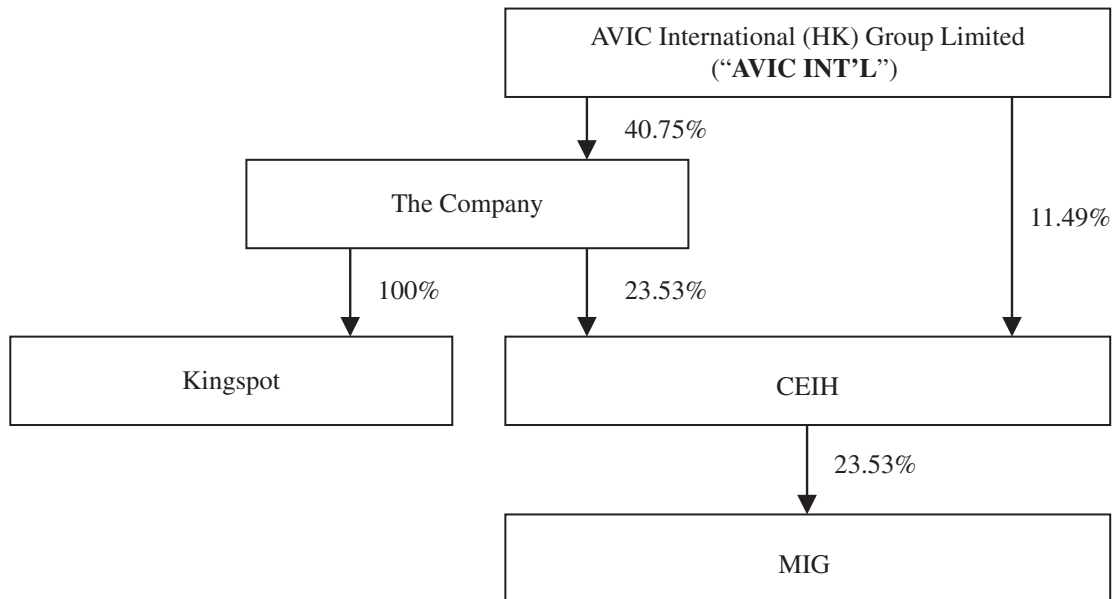 AVIC International (HK) Group Limited
(“AVIC INT’L”)
40.75%
The Company
11.49%
100%
23.53%
Kingspot
CEIH
23.53%
MIG